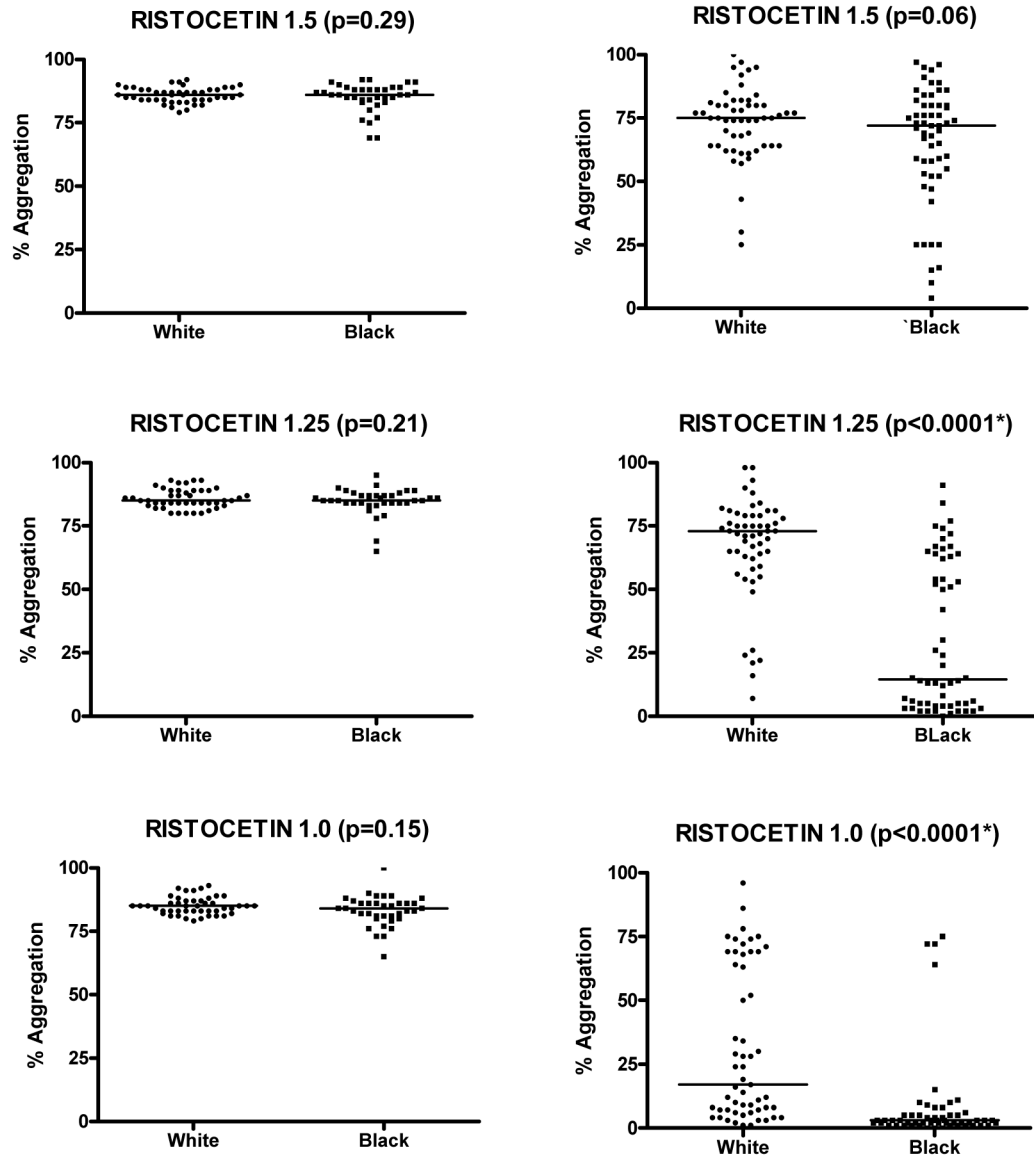 RISTOCETIN 1.5 (p=0.29)
100
75
50
25
0
% Aggregation
White
Black
RISTOCETIN 1.5 (p=0.06)
100
75
50
25
0
% Aggregation
White
`Black
RISTOCETIN 1.25 (p=0.21)
100
75
50
25
0
% Aggregation
White
Black
RISTOCETIN 1.25 (p<0.0001*)
100
75
50
25
0
% Aggregation
White
BLack
RISTOCETIN 1.0 (p=0.15)
100
75
50
25
0
% Aggregation
White
Black
RISTOCETIN 1.0 (p<0.0001*)
100
75
50
25
0
% Aggregation
White
Black